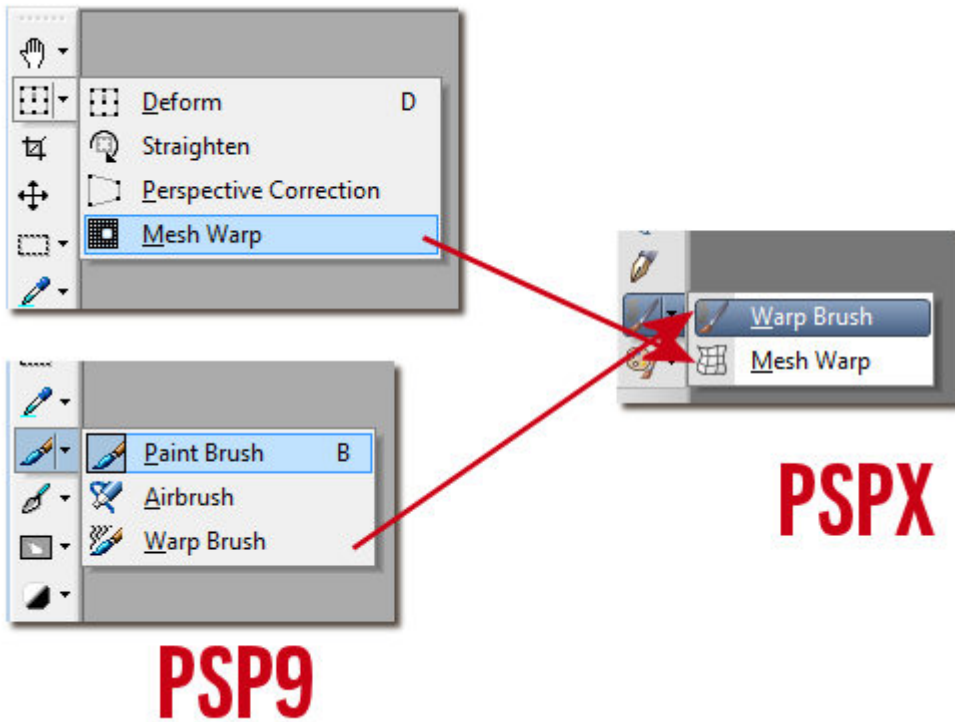 Deform D
Straighten
Perspective Correction
Mesh Warp
Warp Brush
Mesh Warp
Paint Brush B
Airbrush
Warp Brush
PSPX
PSP9